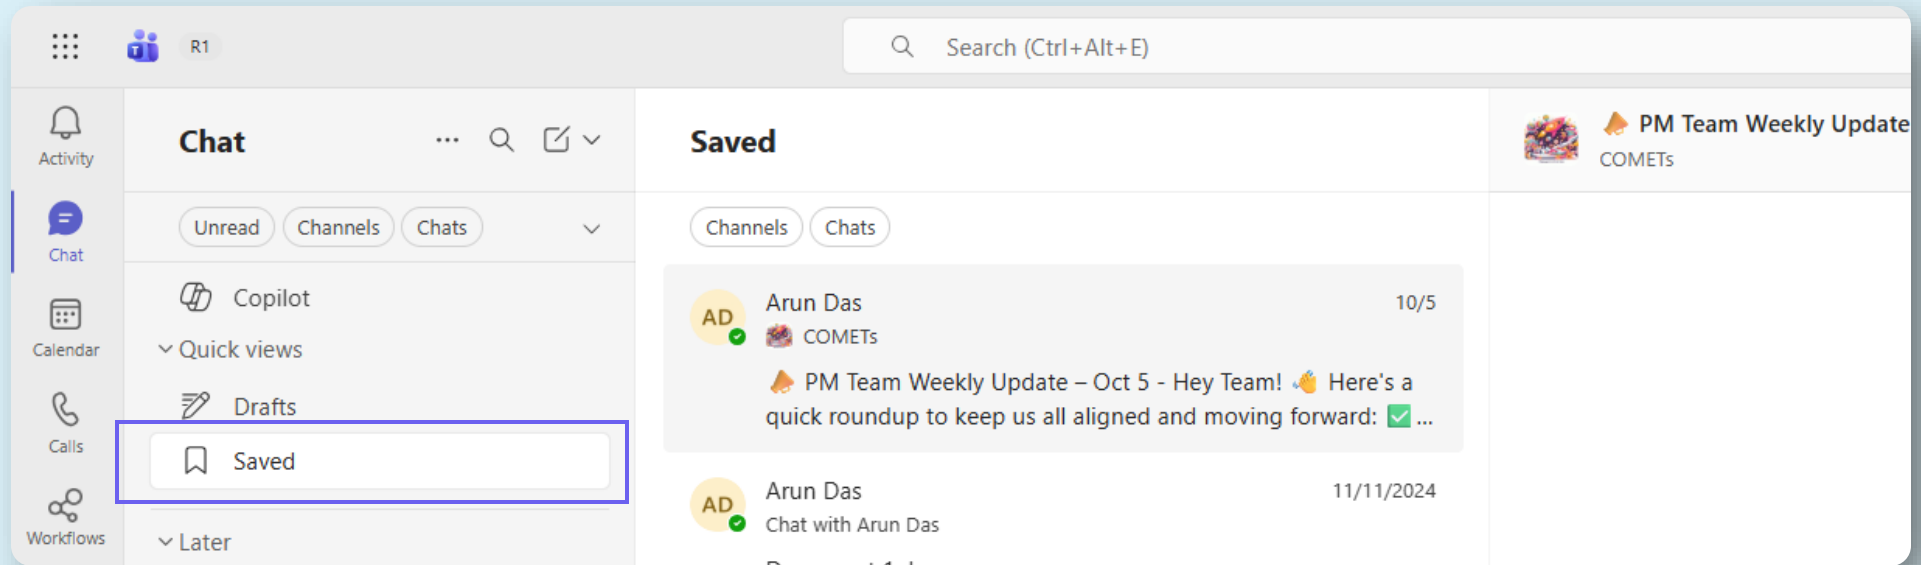 R1
Search (Ctrl+Alt+E)
Activity
Chat
Calendar
Calls
Workflows
Chat
Unread
Channels
Chats
Copilot
Quick views
Drafts
Saved
Later
Saved
Channels
Chats
AD
Arun Das
10/5
COMETs
PM Team Weekly Update – Oct 5 - Hey Team! 👋 Here's a
quick roundup to keep us all aligned and moving forward: ✅ ...
AD
Arun Das
11/11/2024
Chat with Arun Das
PM Team Weekly Update
COMETs